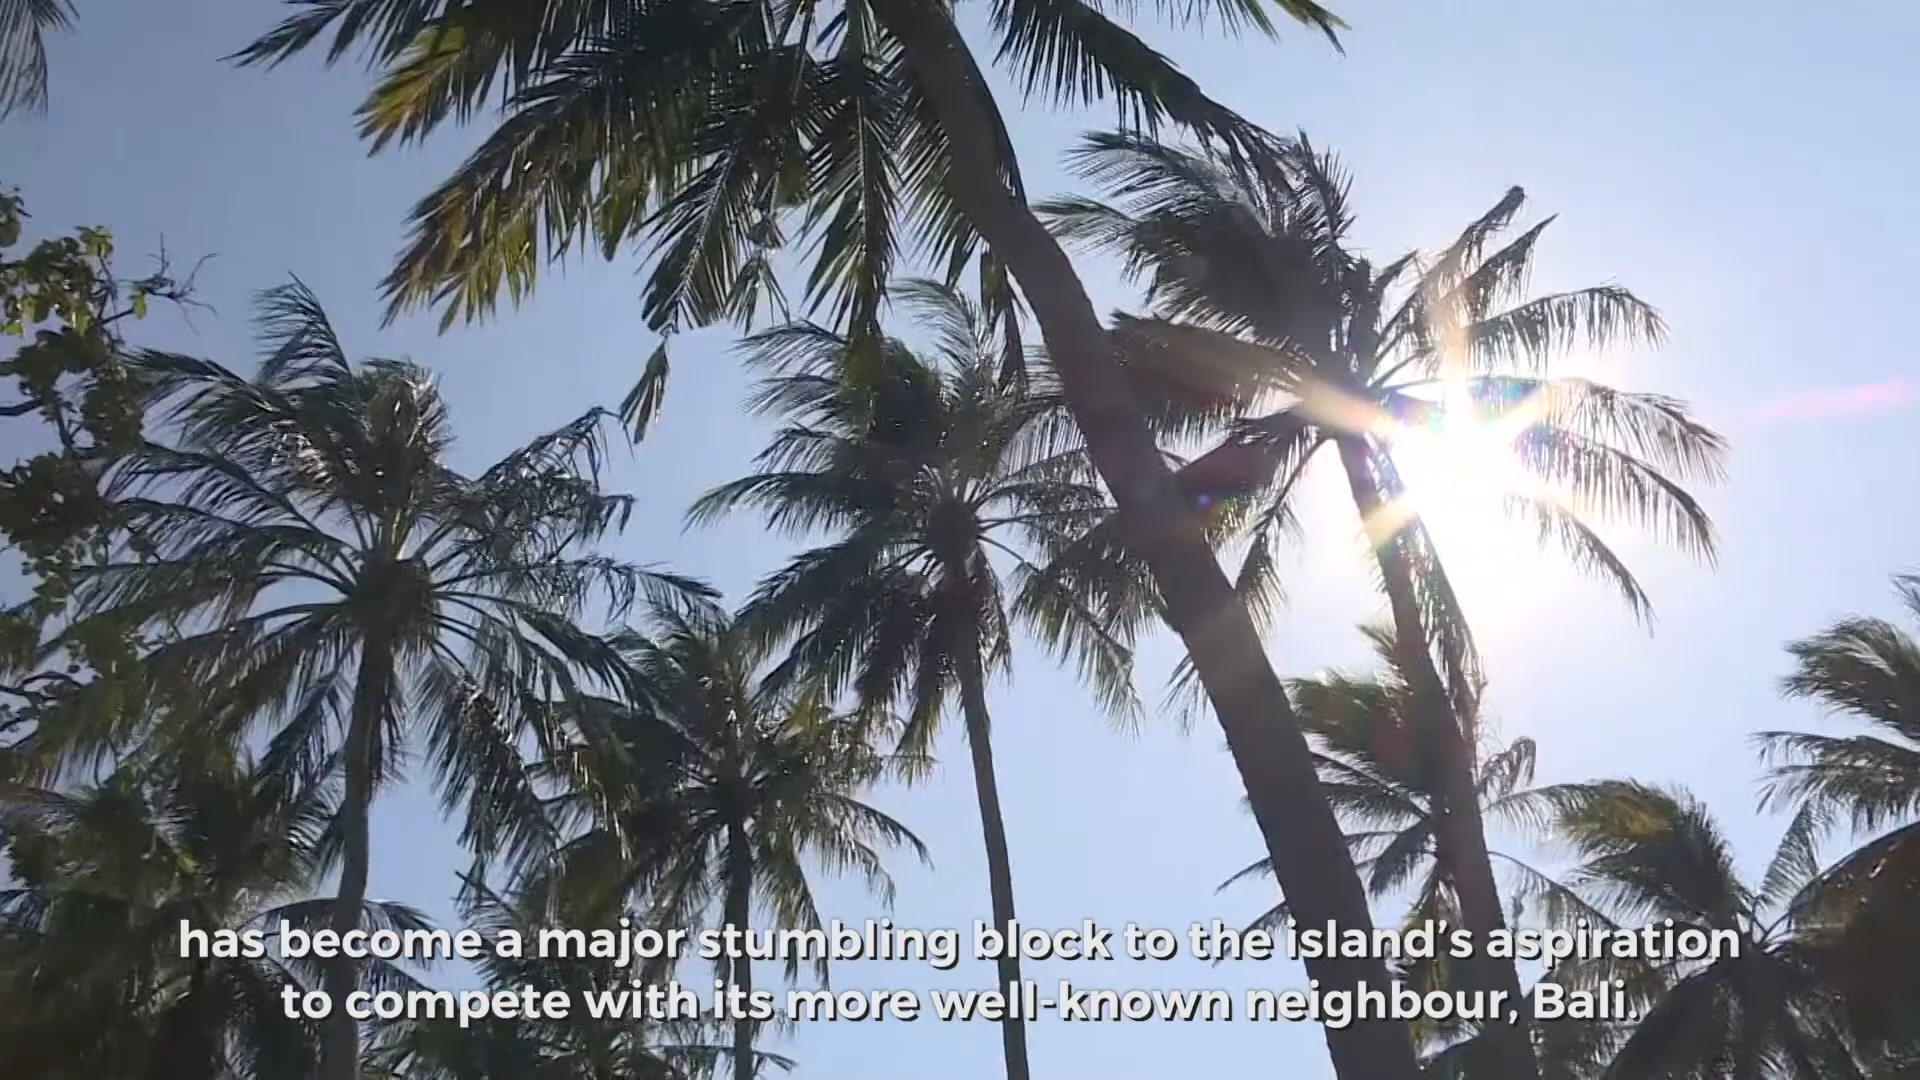 has become a major stumbling block to the island's aspiration
to compete with its more well-known neighbour, Bali.